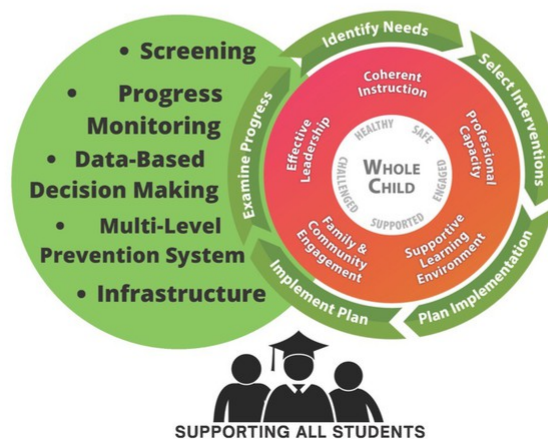 • Screening
• Progress
Monitoring
• Data-Based
Decision Making
• Multi-Level
Prevention System
• Infrastructure
Identify Needs
Select Interventions
Plan Implementation
Implement Plan
Examine Progress
Coherent
Instruction
Professional
Capacity
Supportive
Learning
Environment
Family &
Community
Engagement
Effective
Leadership
HEALTHY
SAFE
ENGAGED
SUPPORTED
CHALLENGED
WHOLE
CHILD
SUPPORTING ALL STUDENTS